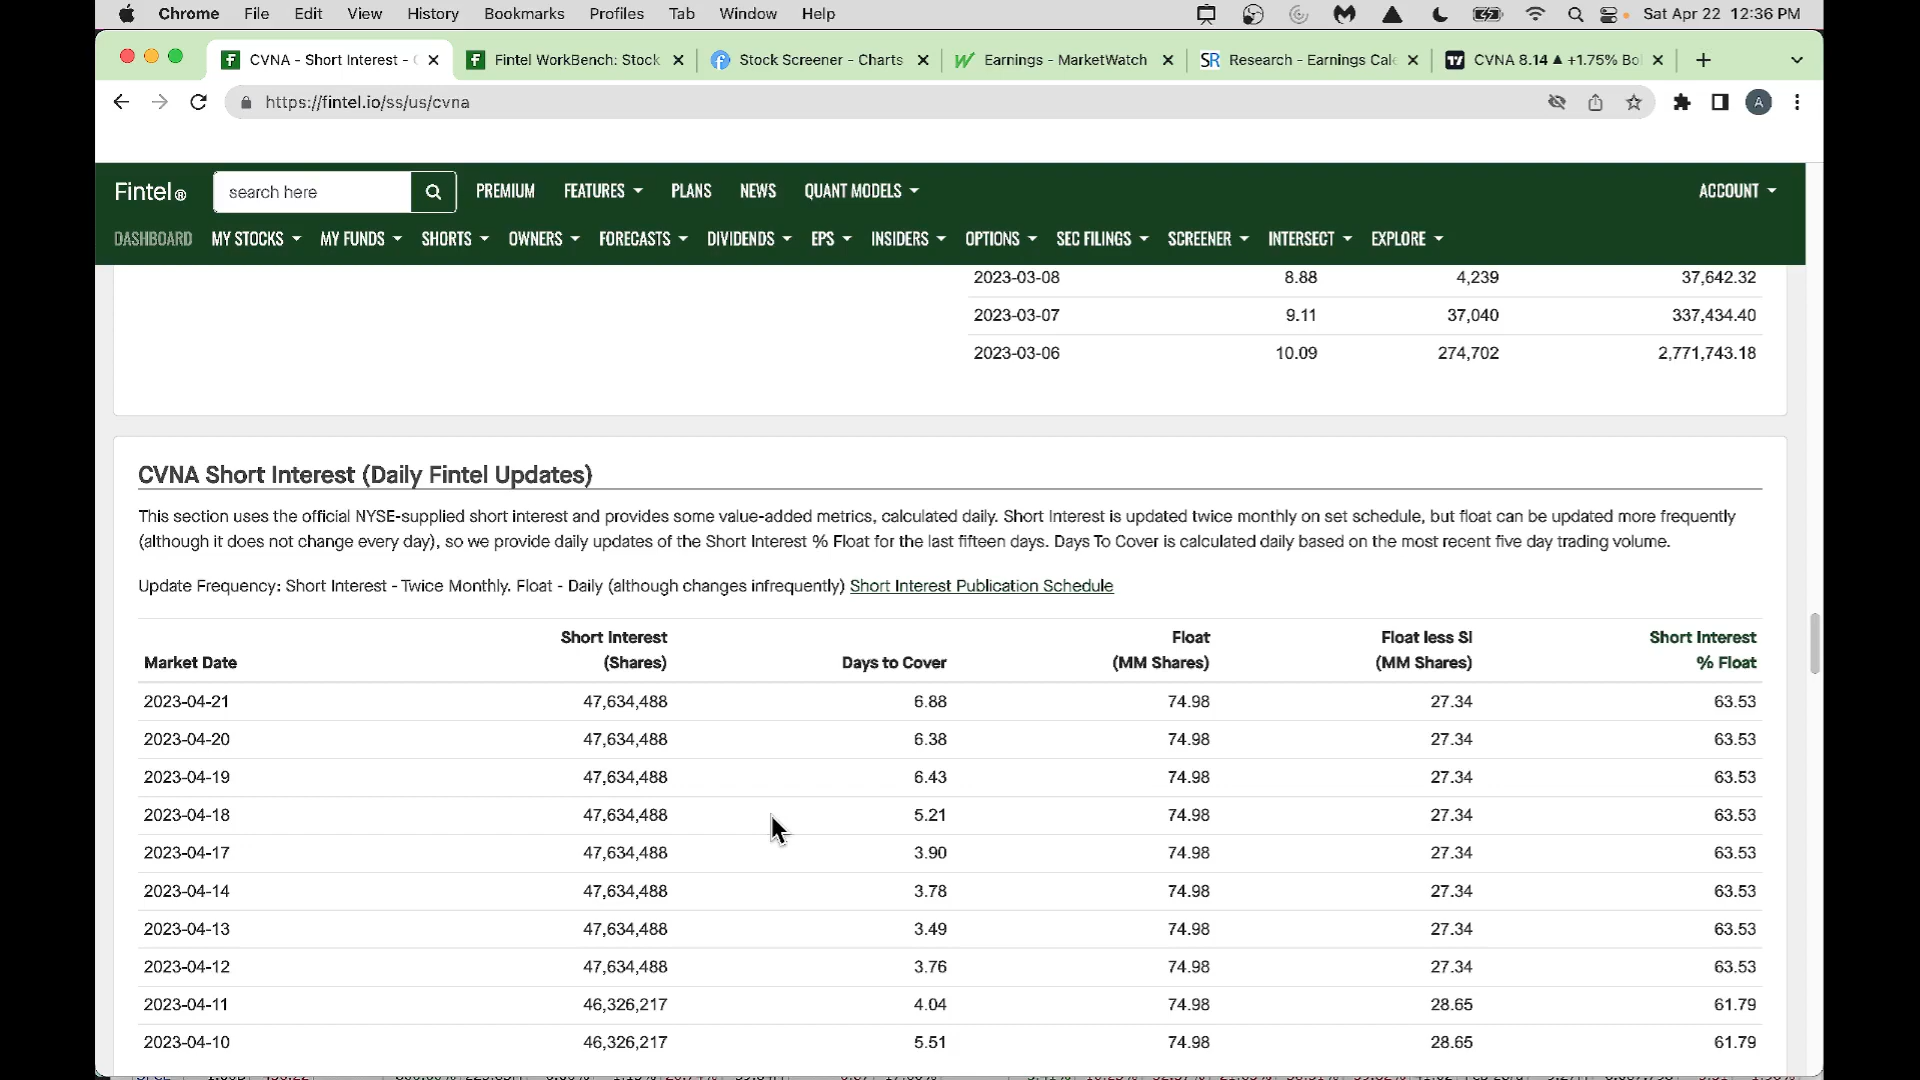 Chrome File Edit View History Bookmarks Profiles Tab Window Help Sat Apr 22 12:36 PM
CVNA - Short Interest - Fintel WorkBench: Stock Stock Screener - Charts Earnings - MarketWatch Research - Earnings Cale CVNA 8.14 ▲ +1.75% Bo
https://fintel.io/ss/us/cvna A
Fintel® search here PREMIUM FEATURES PLANS NEWS QUANT MODELS ACCOUNT
DASHBOARD MY STOCKS MY FUNDS SHORTS OWNERS FORECASTS DIVIDENDS EPS INSIDERS OPTIONS SEC FILINGS SCREENER INTERSECT EXPLORE
2023-03-08 8.88 4,239 37,642.32
2023-03-07 9.11 37,040 337,434.40
2023-03-06 10.09 274,702 2,771,743.18
CVNA Short Interest (Daily Fintel Updates)
This section uses the official NYSE-supplied short interest and provides some value-added metrics, calculated daily. Short Interest is updated twice monthly on set schedule, but float can be updated more frequently
(although it does not change every day), so we provide daily updates of the Short Interest % Float for the last fifteen days. Days To Cover is calculated daily based on the most recent five day trading volume.
Update Frequency: Short Interest - Twice Monthly. Float - Daily (although changes infrequently) Short Interest Publication Schedule
Short Interest Float Float less SI Short Interest
Market Date (Shares) Days to Cover (MM Shares) (MM Shares) % Float
2023-04-21 47,634,488 6.88 74.98 27.34 63.53
2023-04-20 47,634,488 6.38 74.98 27.34 63.53
2023-04-19 47,634,488 6.43 74.98 27.34 63.53
2023-04-18 47,634,488 5.21 74.98 27.34 63.53
2023-04-17 47,634,488 3.90 74.98 27.34 63.53
2023-04-14 47,634,488 3.78 74.98 27.34 63.53
2023-04-13 47,634,488 3.49 74.98 27.34 63.53
2023-04-12 47,634,488 3.76 74.98 27.34 63.53
2023-04-11 46,326,217 4.04 74.98 28.65 61.79
2023-04-10 46,326,217 5.51 74.98 28.65 61.79